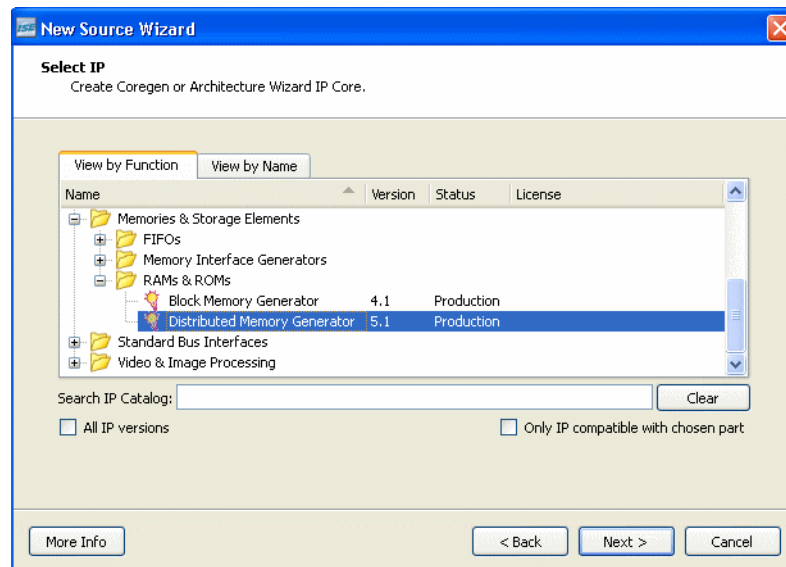 ISE New Source Wizard
Select IP
Create Coregen or Architecture Wizard IP Core.
View by Function View by Name
Name Version Status License
Memories & Storage Elements
FIFOs
Memory Interface Generators
RAMs & ROMs
Block Memory Generator 4.1 Production
Distributed Memory Generator 5.1 Production
Standard Bus Interfaces
Video & Image Processing
Search IP Catalog: Clear
All IP versions Only IP compatible with chosen part
More Info < Back Next > Cancel